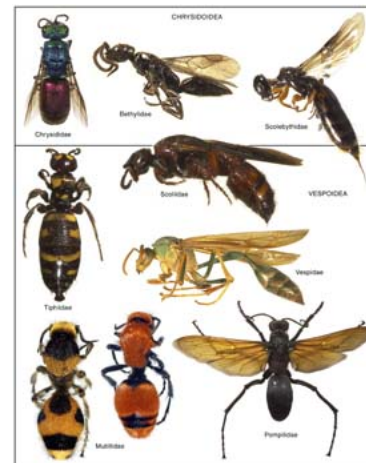 CHRYSIDOIDEA
Chrysididae
Bethylidae
Scolebythidae
Scoliidae
VESPOIDEA
Tiphiidae
Vespidae
Mutillidae
Pompilidae